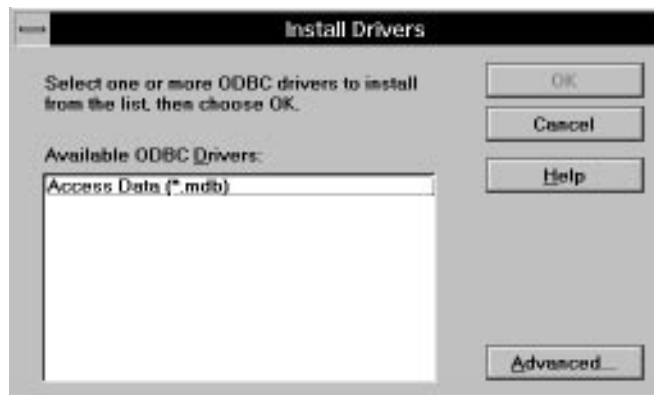 Install Drivers
Select one or more ODBC drivers to install
from the list, then choose OK.
OK
Cancel
Available ODBC Drivers:
Help
Access Data (*.mdb)
Advanced...